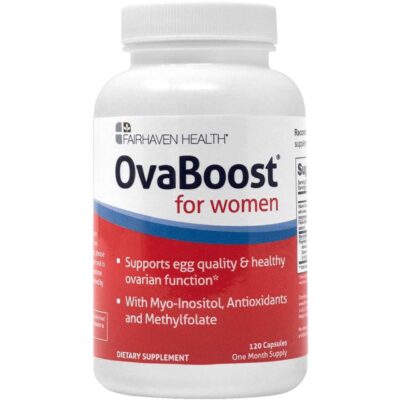 FAIRHAVEN HEALTH
OvaBoost®
for women
• Supports egg quality & healthy
ovarian function*
• With Myo-Inositol, Antioxidants
and Methylfolate
120 Capsules
DIETARY SUPPLEMENT One Month Supply